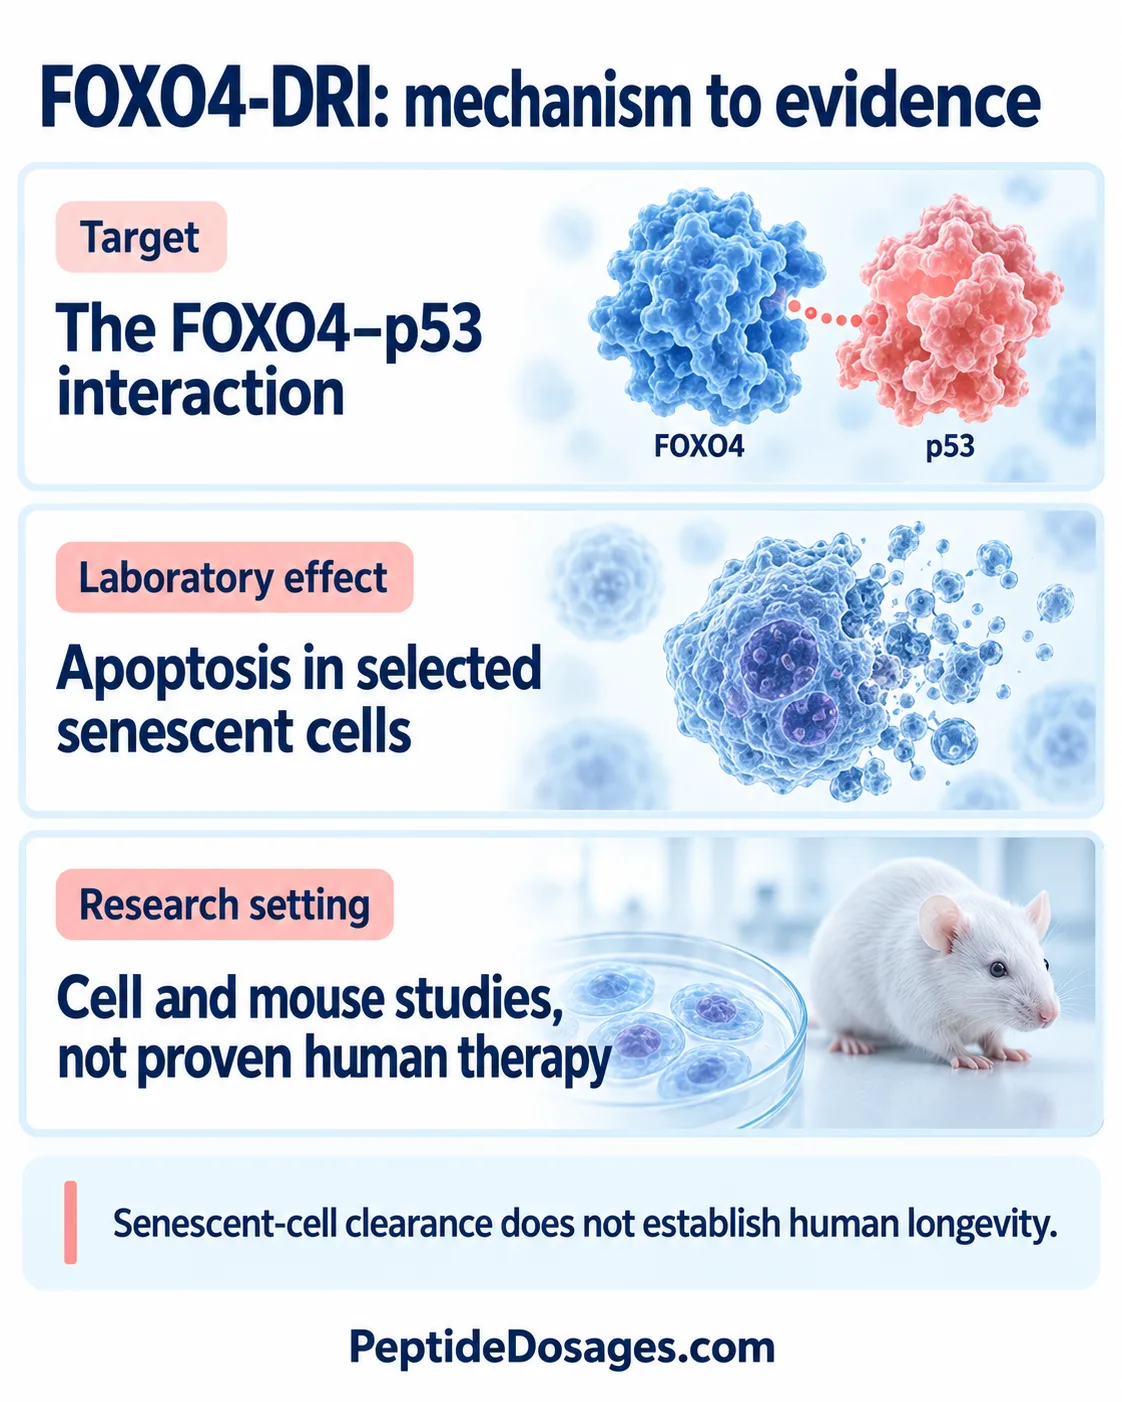 FOXO4-DRI: mechanism to evidence
Target
The FOXO4–p53
interaction
FOXO4
p53
Laboratory effect
Apoptosis in selected
senescent cells
Research setting
Cell and mouse studies,
not proven human therapy
Senescent-cell clearance does not establish human longevity.
PeptideDosages.com